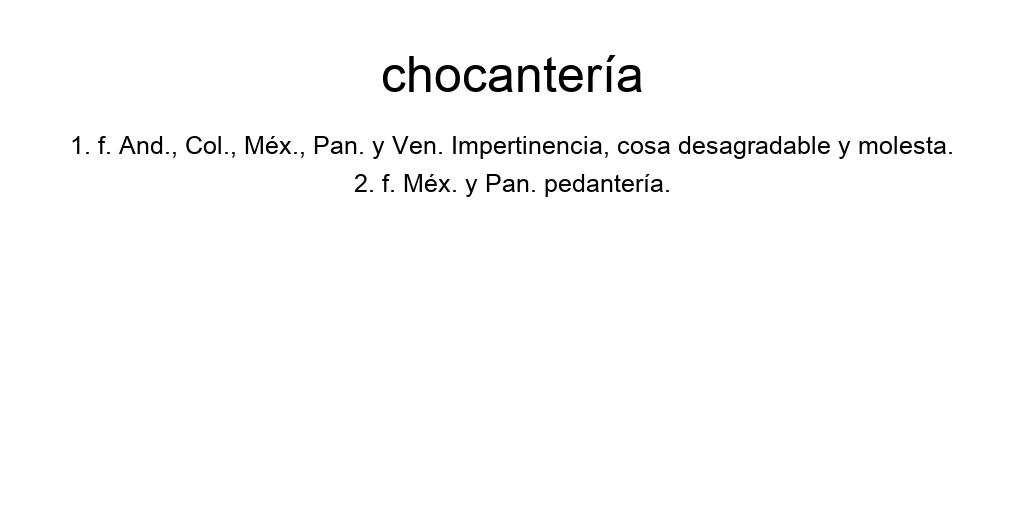 chocantería
1. f. And., Col., Méx., Pan. y Ven. Impertinencia, cosa desagradable y molesta.
2. f. Méx. y Pan. pedantería.